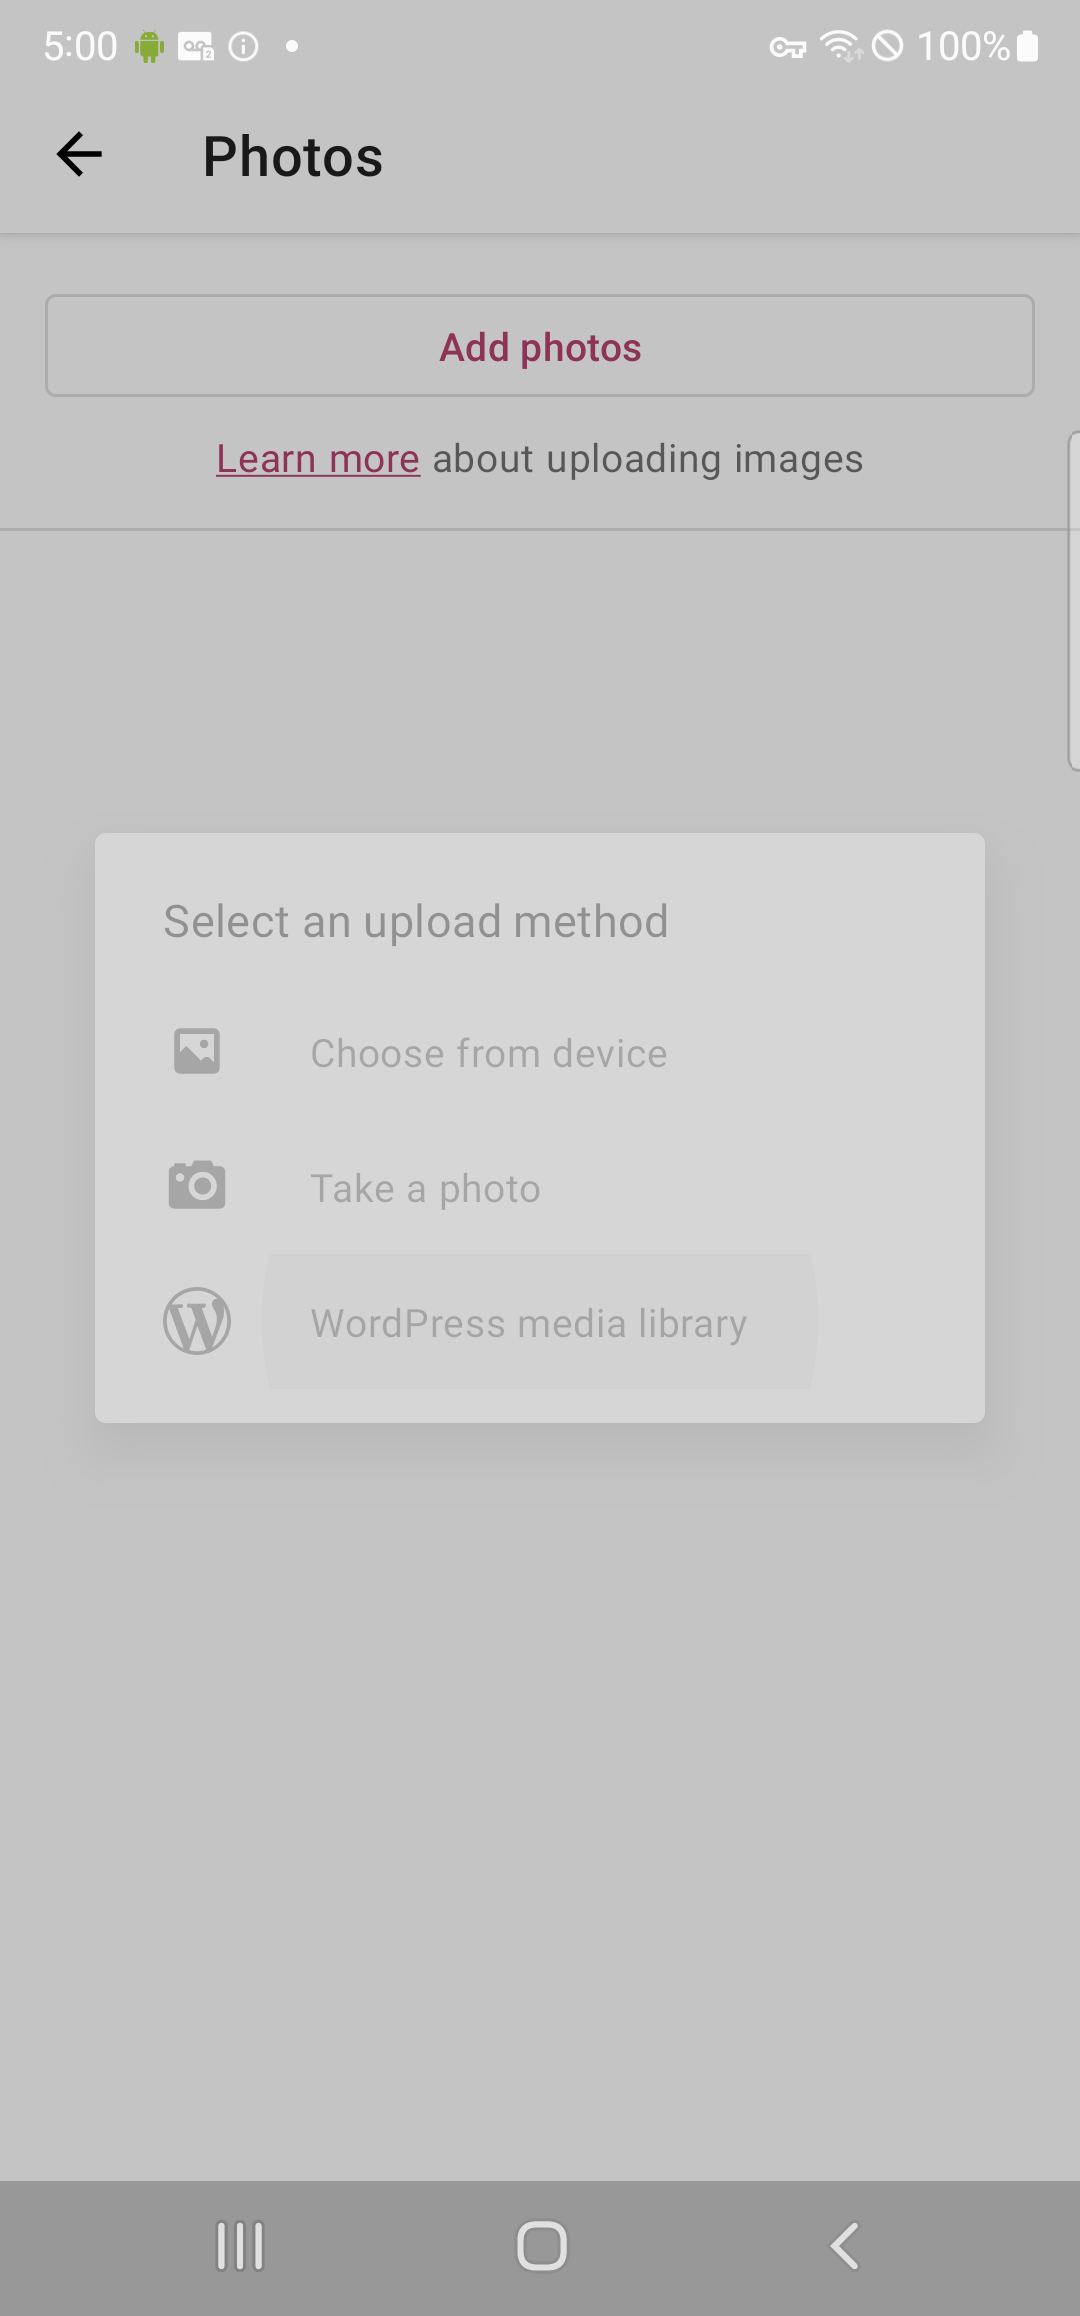 5:00
100%
Photos
Add photos
Learn more about uploading images
Select an upload method
Choose from device
Take a photo
WordPress media library